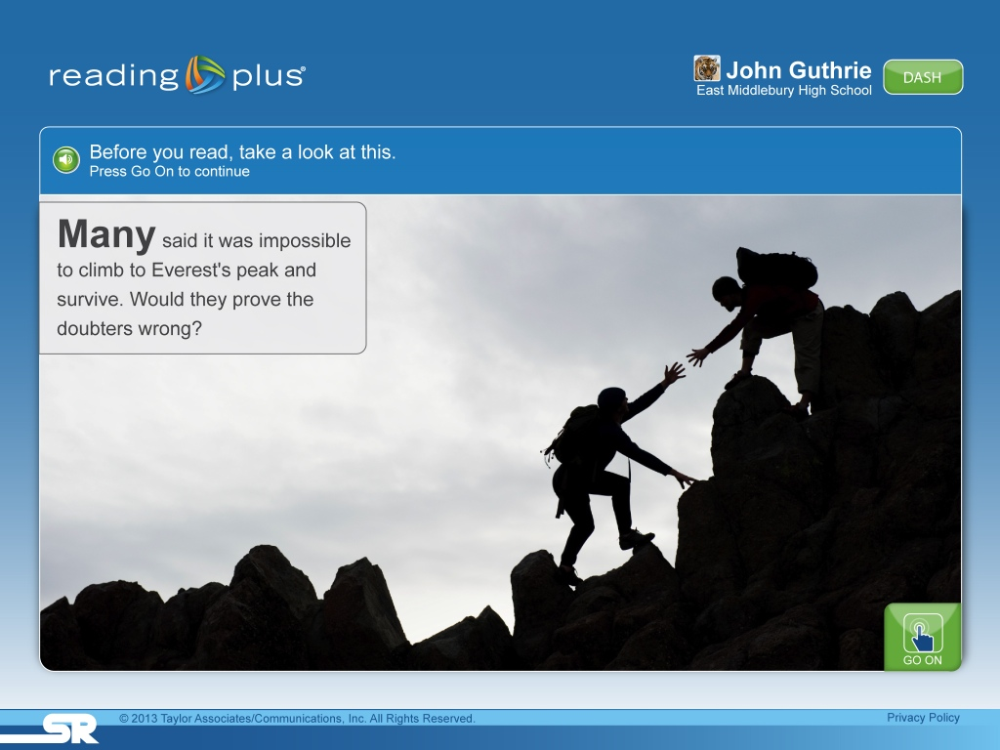 reading plus®
John Guthrie
East Middlebury High School
DASH
Before you read, take a look at this.
Press Go On to continue
Many said it was impossible
to climb to Everest's peak and
survive. Would they prove the
doubters wrong?
GO ON
SR
© 2013 Taylor Associates/Communications, Inc. All Rights Reserved.
Privacy Policy